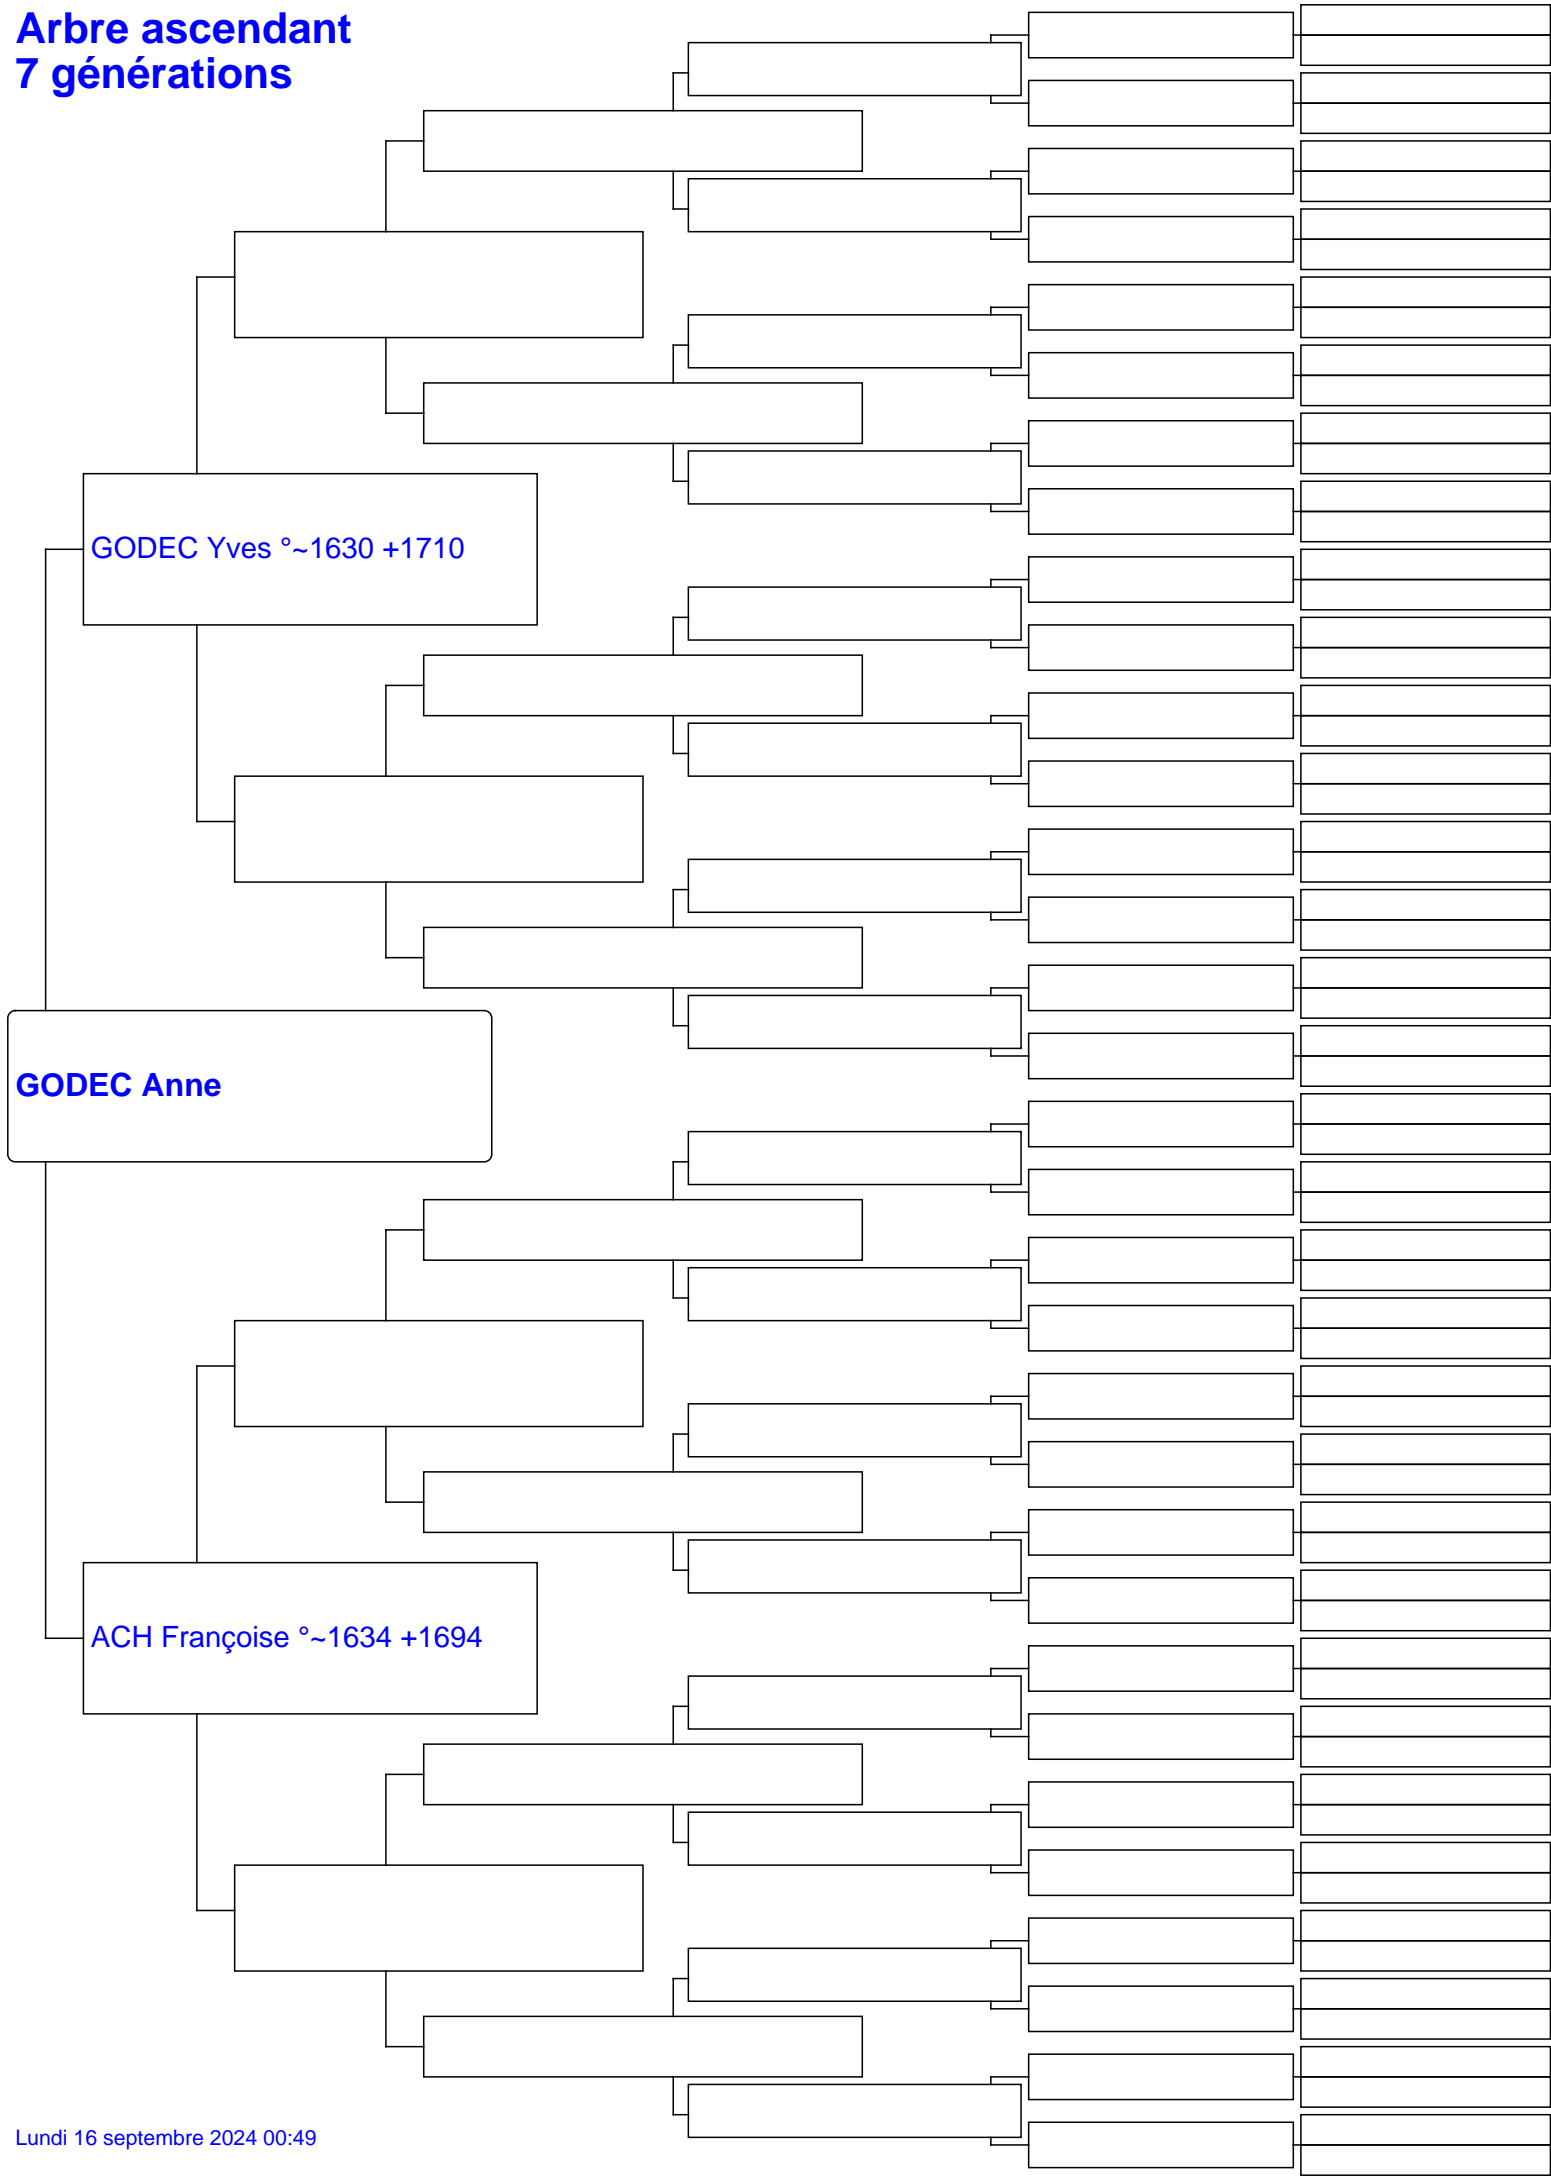 Arbre ascendant
7 générations
GODEC Yves °~1630 +1710
GODEC Anne
ACH Françoise °~1634 +1694
Lundi 16 septembre 2024 00:49